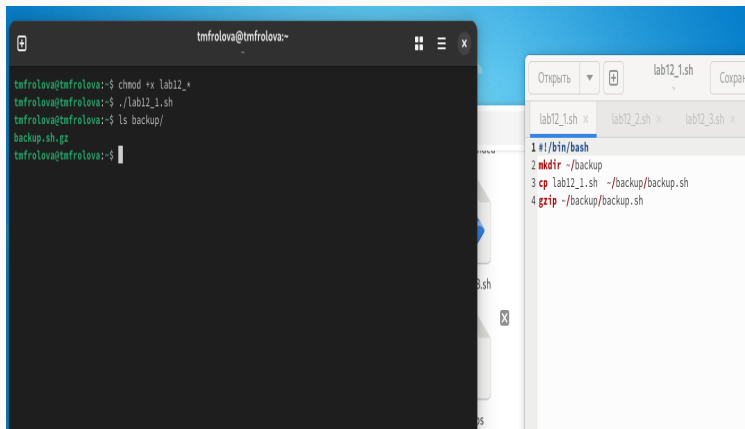 tmfrolova@tmfrolova:~
tmfrolova@tmfrolova:~$ chmod +x lab12_*
tmfrolova@tmfrolova:~$ ./lab12_1.sh
tmfrolova@tmfrolova:~$ ls backup/
backup.sh.gz
tmfrolova@tmfrolova:~$
3.sh
Открыть
lab12_1.sh
Сохран
lab12_1.sh × lab12_2.sh × lab12_3.sh ×
1 #!/bin/bash
2 mkdir ~/backup
3 cp lab12_1.sh  ~/backup/backup.sh
4 gzip ~/backup/backup.sh